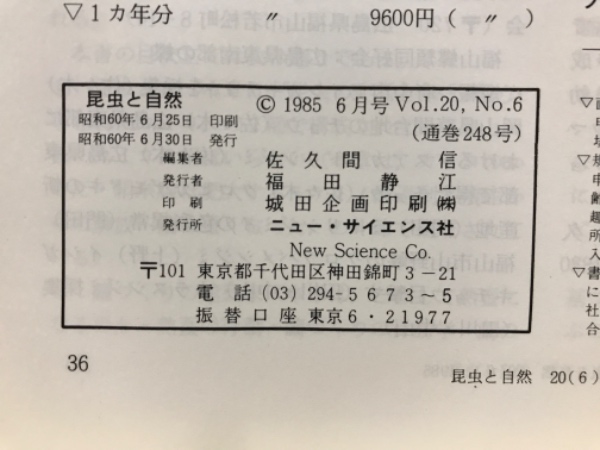 ▽1カ年分 〃 9600円(〃)
昆虫と自然 © 1985 6月号 Vol.20, No.6
昭和60年6月25日 印刷
昭和60年6月30日 発行 (通巻248号)
編集者 佐久間 信
発行者 福田静江
印刷 城田企画印刷㈱
発行所 ニュー・サイエンス社
New Science Co.
〒101 東京都千代田区神田錦町3-21
電話 (03)294-5673~5
振替口座 東京6・21977
36
昆虫と自然 20(6)